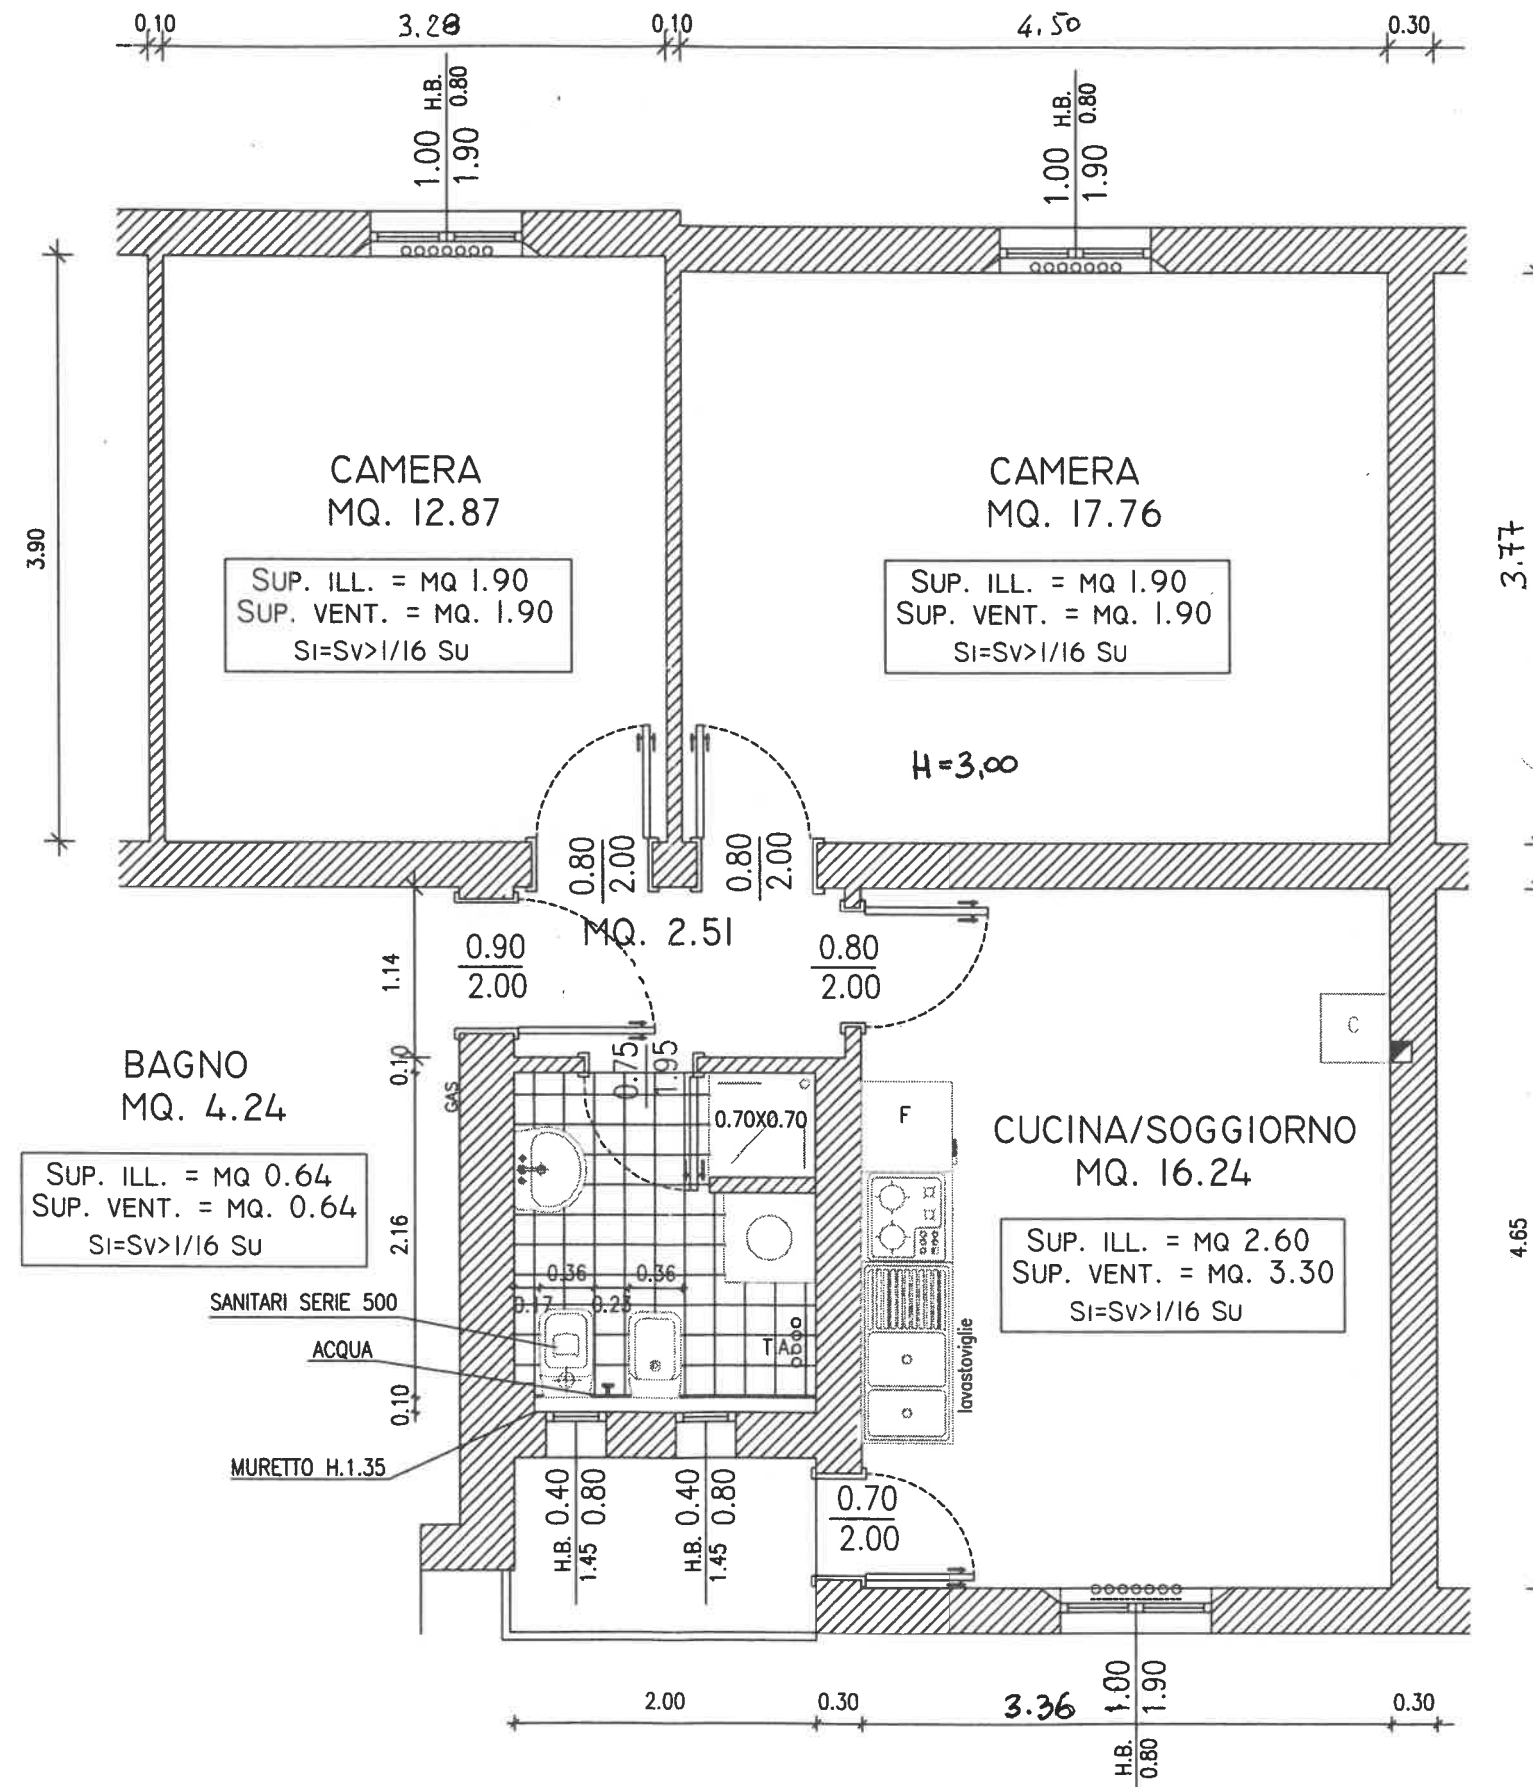 0.10
3.28
0.10
4.50
0.30
1.00
1.90
H.B.
0.80
1.00
1.90
H.B.
0.80
3.90
CAMERA
MQ. 12.87
SUP. ILL. = MQ 1.90
SUP. VENT. = MQ. 1.90
SI=SV>1/16 SU
CAMERA
MQ. 17.76
SUP. ILL. = MQ 1.90
SUP. VENT. = MQ. 1.90
SI=SV>1/16 SU
3.77
H=3,00
0.80
2.00
0.80
2.00
MQ. 2.51
0.90
2.00
0.80
2.00
1.14
0.10
C
BAGNO
MQ. 4.24
SUP. ILL. = MQ 0.64
SUP. VENT. = MQ. 0.64
SI=SV>1/16 SU
GAS
0.75
1.95
0.70X0.70
F
CUCINA/SOGGIORNO
MQ. 16.24
SUP. ILL. = MQ 2.60
SUP. VENT. = MQ. 3.30
SI=SV>1/16 SU
2.16
4.65
0.36
0.36
0.17
0.23
SANITARI SERIE 500
ACQUA
T A
lavastoviglie
0.10
MURETTO H.1.35
0.40
0.80
H.B.
1.45
0.40
0.80
H.B.
1.45
0.70
2.00
2.00
0.30
3.36
1.00
1.90
H.B.
0.80
0.30